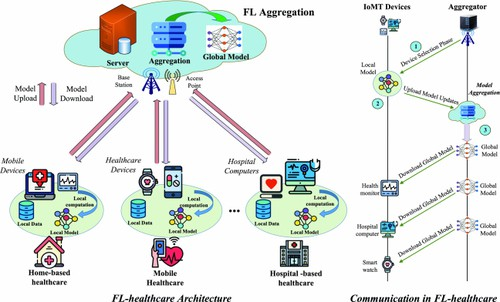 FL Aggregation
Server
Aggregation
Global Model
Base
Station
Access
Point
Model
Upload
Model
Download
Mobile
Devices
Healthcare
Devices
Hospital
Computers
Local
computation
Local Data
Local Model
Local
computation
Local Data
Local Model
Local
computation
Local Data
Local Model
Home-based
healthcare
Mobile
Healthcare
Hospital -based
healthcare
FL-healthcare Architecture
IoMT Devices
Aggregator
1
Device Selection Phase
Local
Model
2
Upload Model Updates
Model
Aggregation
3
Download Global Model
Global
Model
Health
monitor
Download Global Model
Global
Model
Hospital
computer
Download Global Model
Global
Model
Smart
watch
Communication in FL-healthcare